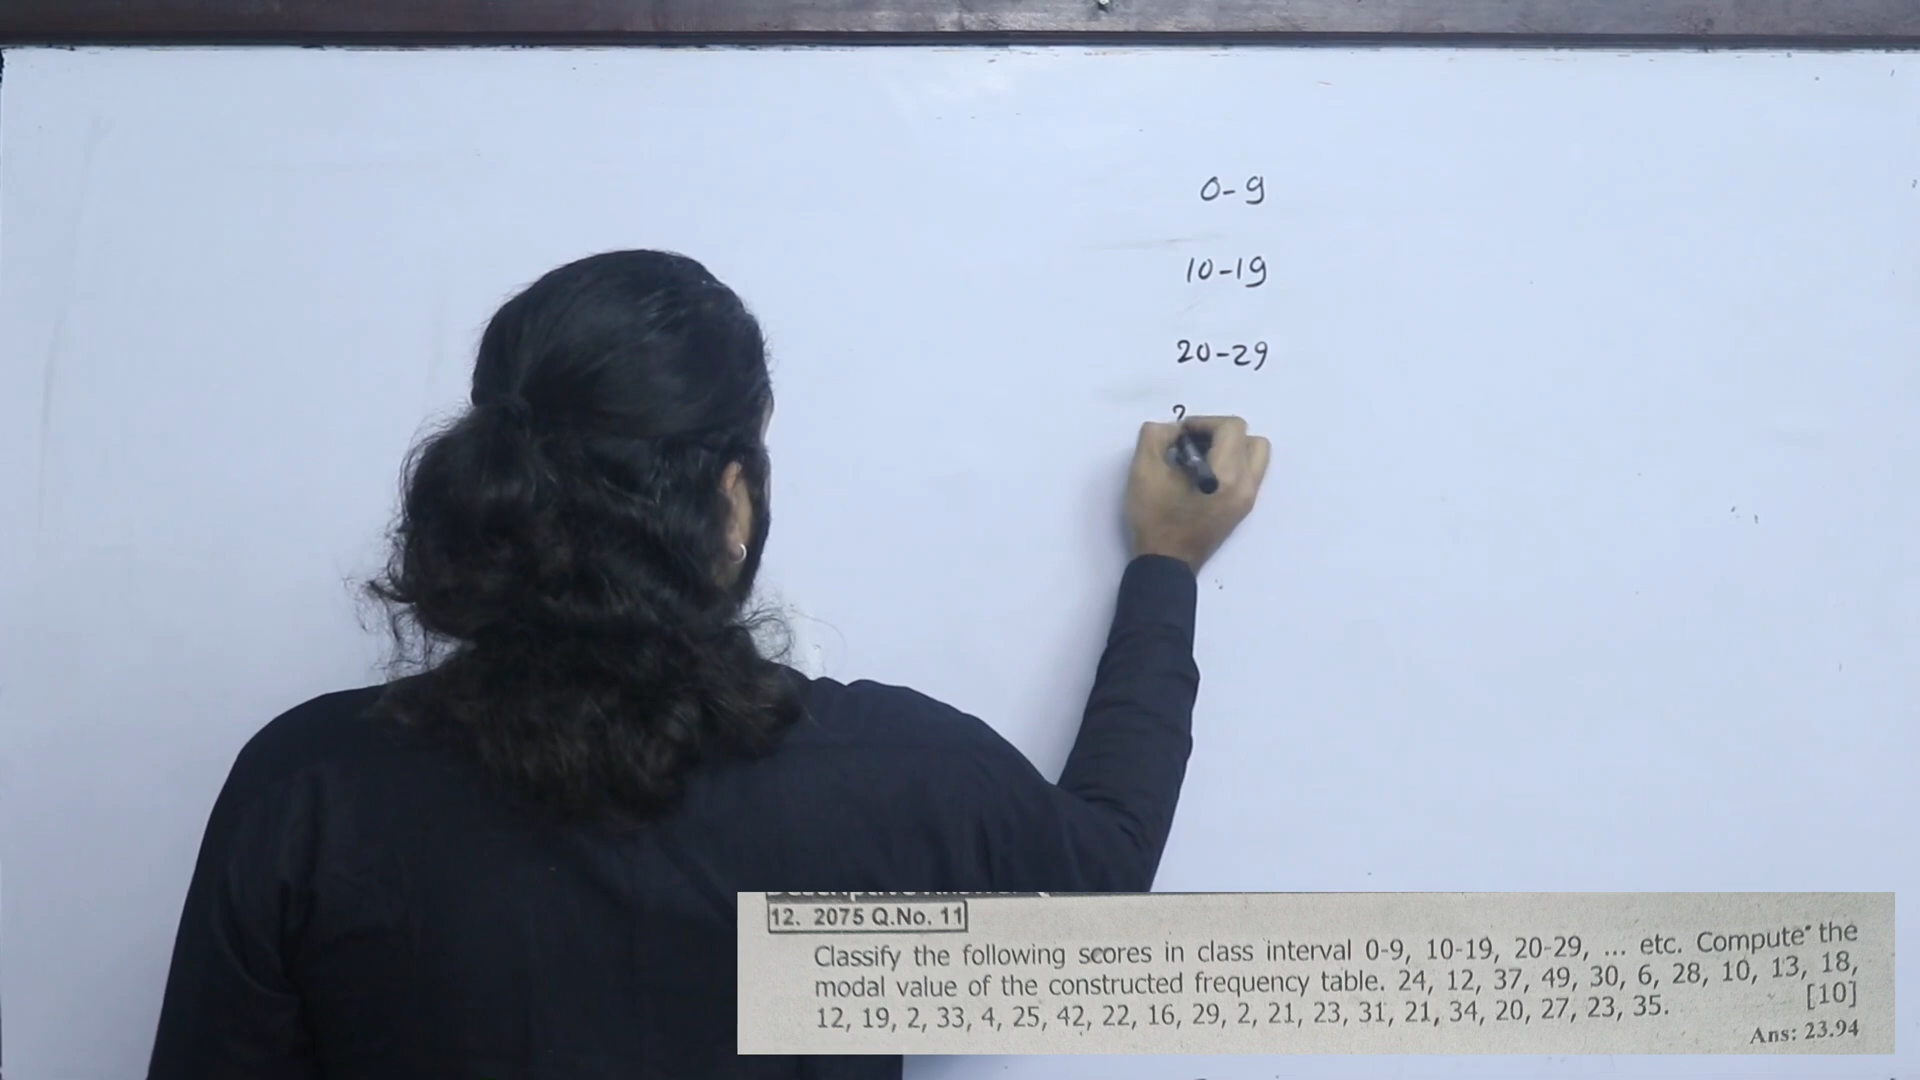 0-9
10-19
20-29
12. 2075 Q.No. 11
Classify the following scores in class interval 0-9, 10-19, 20-29, ... etc. Compute the
modal value of the constructed frequency table. 24, 12, 37, 49, 30, 6, 28, 10, 13, 18,
12, 19, 2, 33, 4, 25, 42, 22, 16, 29, 2, 21, 23, 31, 21, 34, 20, 27, 23, 35. [10]
Ans: 23.94